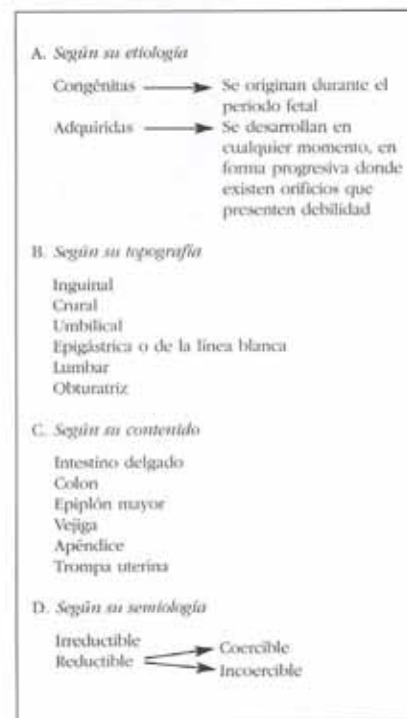 A. Según su etiología
Congénitas Se originan durante el
período fetal
Adquiridas Se desarrollan en
cualquier momento, en
forma progresiva donde
existen orificios que
presenten debilidad
B. Según su topografía
Inguinal
Crural
Umbilical
Epigástrica o de la línea blanca
Lumbar
Obturatriz
C. Según su contenido
Intestino delgado
Colon
Epiplón mayor
Vejiga
Apéndice
Trompa uterina
D. Según su semiología
Irreductible
Reductible Coercible
Incoercible